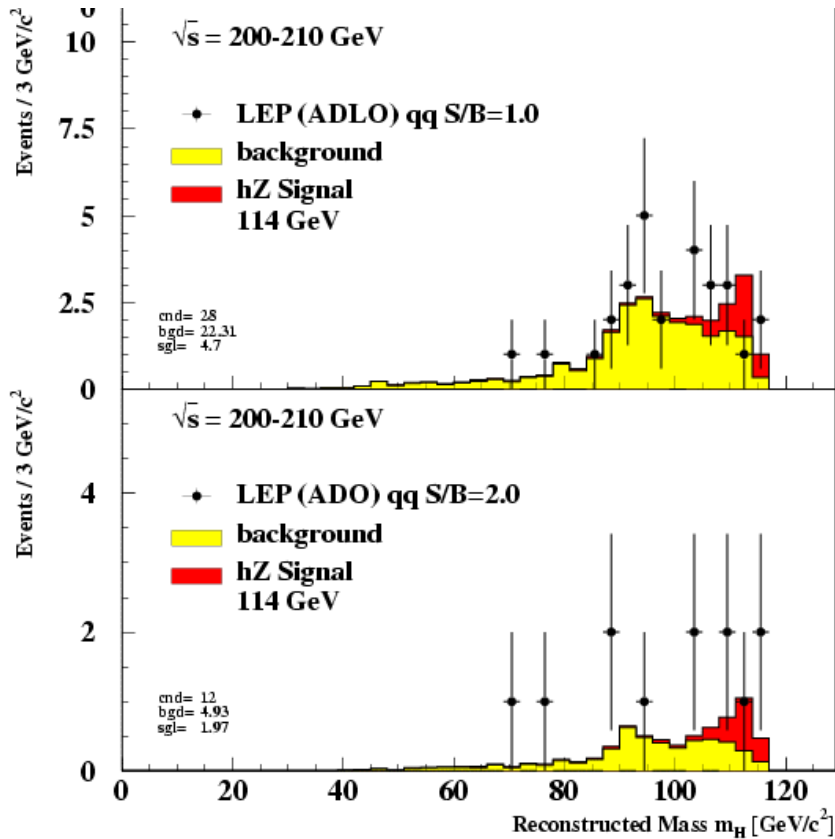 Events / 3 GeV/c²
10
7.5
5
2.5
0
√s = 200-210 GeV
LEP (ADLO) qq S/B=1.0
background
hZ Signal
114 GeV
cnd= 28
bgd= 22.31
sgl= 4.7
Events / 3 GeV/c²
4
2
0
√s = 200-210 GeV
LEP (ADO) qq S/B=2.0
background
hZ Signal
114 GeV
cnd= 12
bgd= 4.93
sgl= 1.97
0 20 40 60 80 100 120
Reconstructed Mass m_H [GeV/c²]